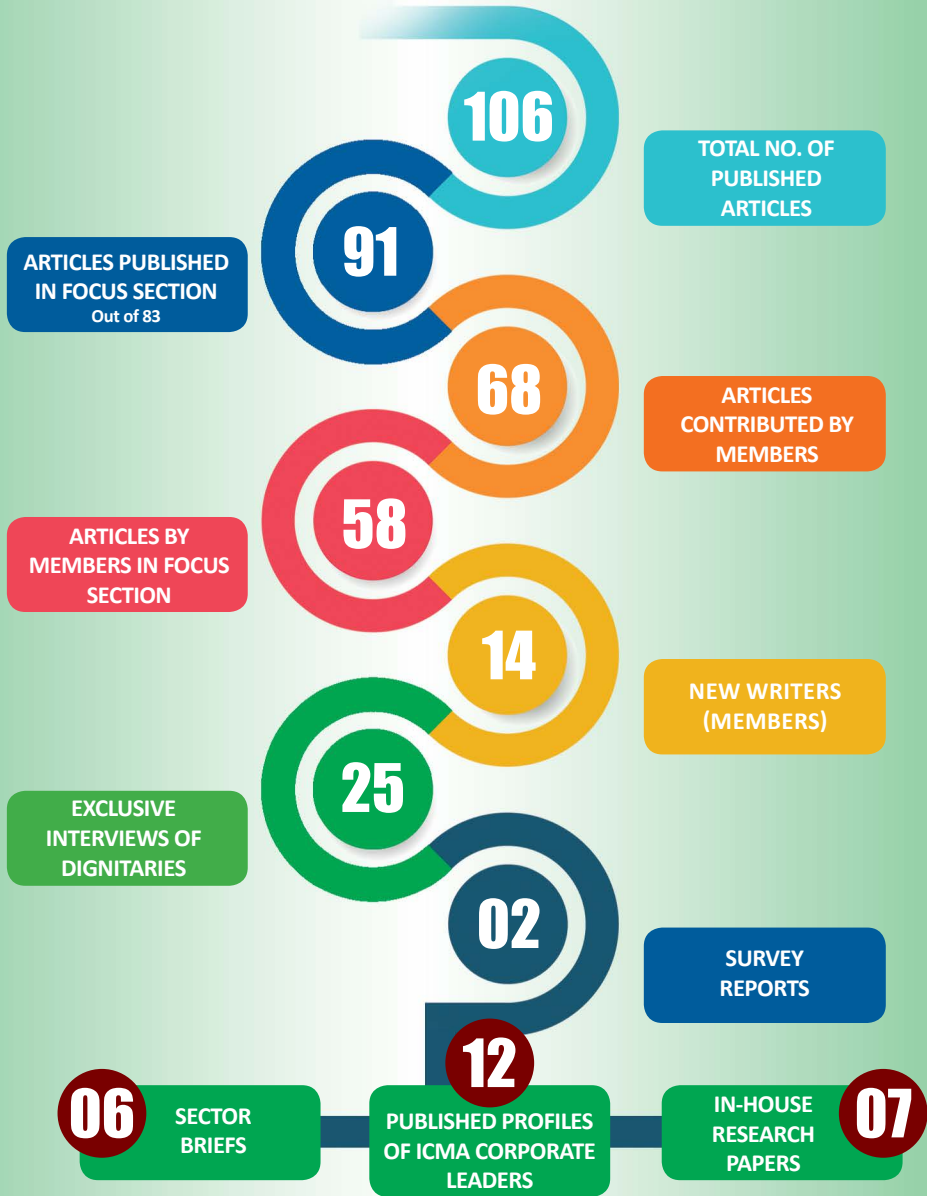 106
TOTAL NO. OF
PUBLISHED
ARTICLES
91
ARTICLES PUBLISHED
IN FOCUS SECTION
Out of 83
68
ARTICLES
CONTRIBUTED BY
MEMBERS
58
ARTICLES BY
MEMBERS IN FOCUS
SECTION
14
NEW WRITERS
(MEMBERS)
25
EXCLUSIVE
INTERVIEWS OF
DIGNITARIES
02
SURVEY
REPORTS
06
SECTOR
BRIEFS
12
PUBLISHED PROFILES
OF ICMA CORPORATE
LEADERS
IN-HOUSE
RESEARCH
PAPERS
07